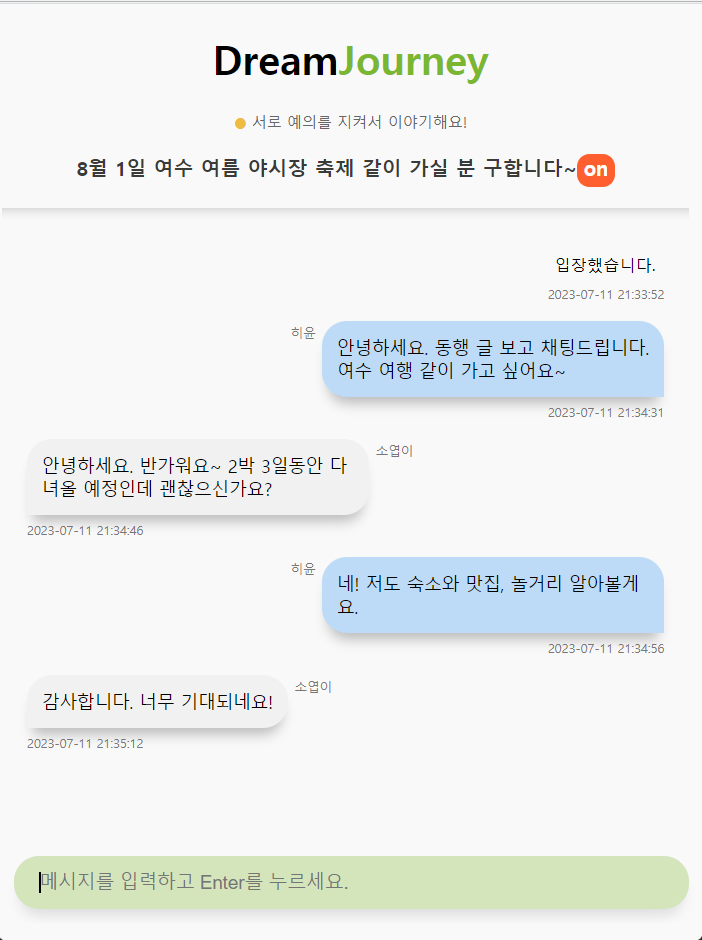 DreamJourney
서로 예의를 지켜서 이야기해요!
8월 1일 여수 여름 야시장 축제 같이 가실 분 구합니다~ on
입장했습니다.
2023-07-11 21:33:52
히윤
안녕하세요. 동행 글 보고 채팅드립니다.
여수 여행 같이 가고 싶어요~
2023-07-11 21:34:31
소엽이
안녕하세요. 반가워요~ 2박 3일동안 다
녀올 예정인데 괜찮으신가요?
2023-07-11 21:34:46
히윤
네! 저도 숙소와 맛집, 놀거리 알아볼게
요.
2023-07-11 21:34:56
소엽이
감사합니다. 너무 기대되네요!
2023-07-11 21:35:12
메시지를 입력하고 Enter를 누르세요.